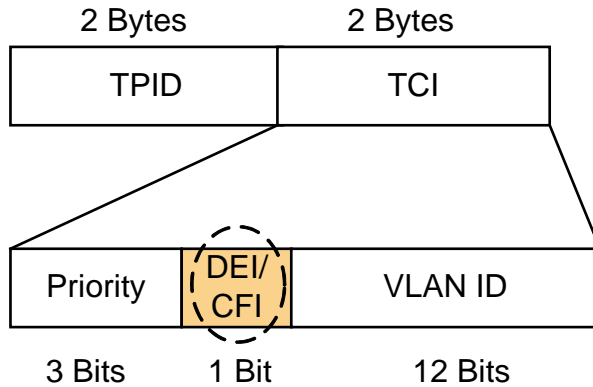 2 Bytes 2 Bytes
TPID TCI
Priority DEI/ CFI VLAN ID
3 Bits 1 Bit 12 Bits